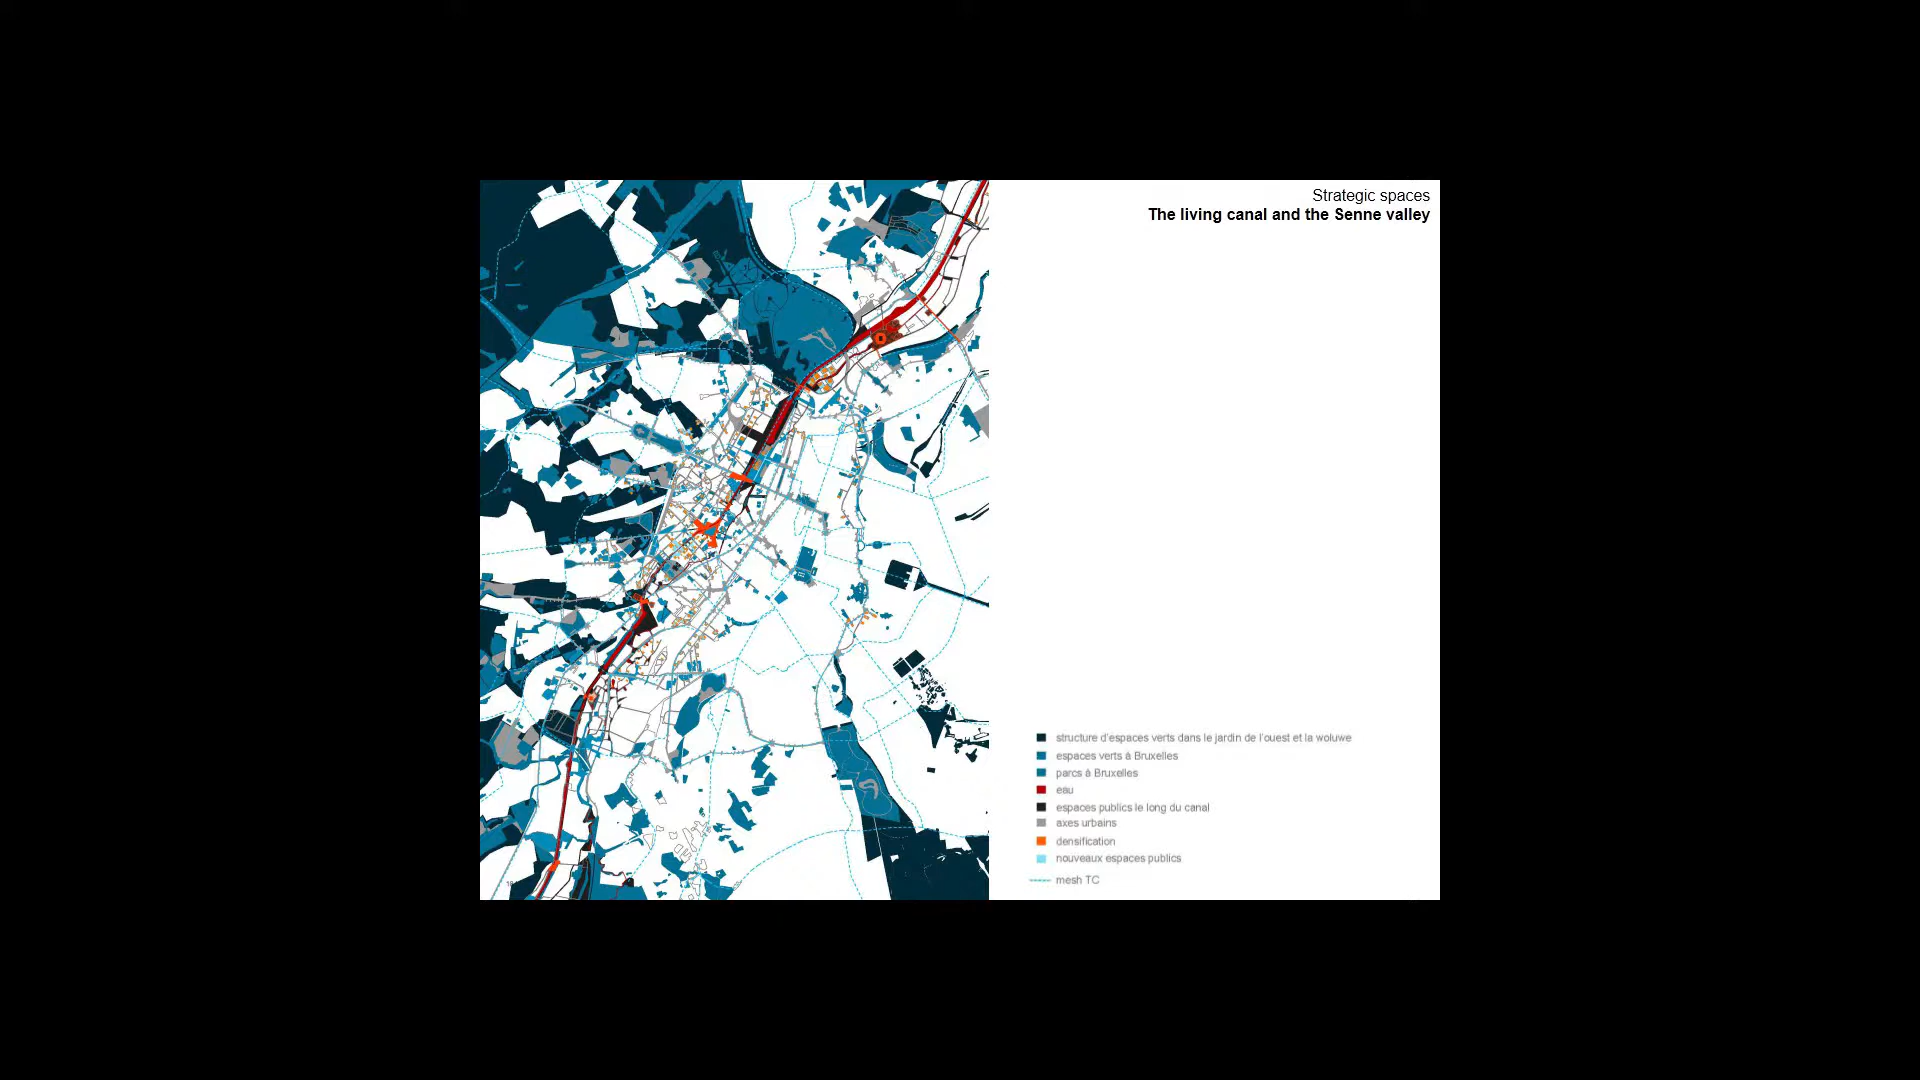 Strategic spaces
The living canal and the Senne valley
structure d'espaces verts dans le jardin de l'ouest et la woluwe
espaces verts à Bruxelles
parcs à Bruxelles
eau
espaces publics le long du canal
axes urbains
densification
nouveaux espaces publics
mesh TC